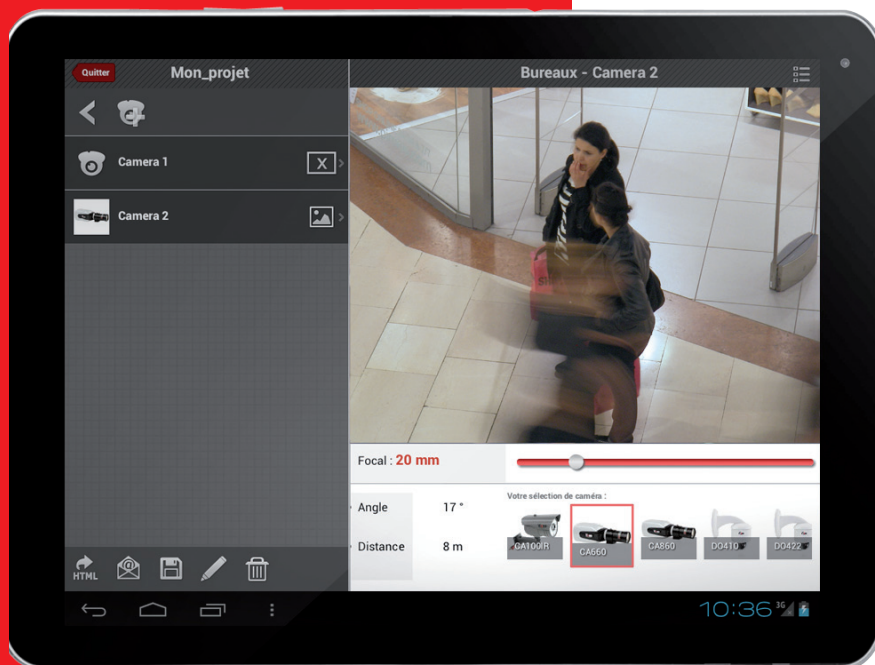 Quitter
Mon_projet
Bureaux - Camera 2
Camera 1
X
Camera 2
Focal : 20 mm
Votre sélection de caméra :
Angle 17 °
Distance 8 m
CA100IR
CA660
CA860
DO410
DO422
HTML
10:36 3G